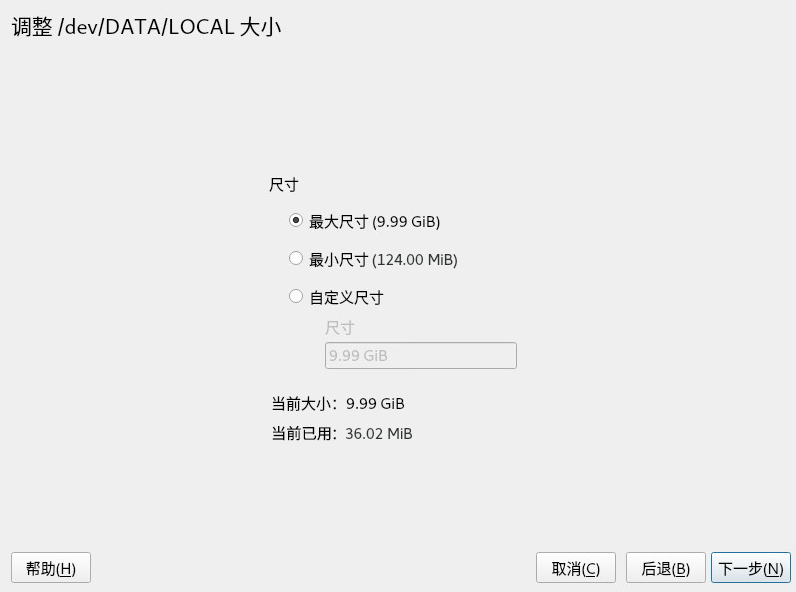 调整 /dev/DATA/LOCAL 大小
尺寸
最大尺寸 (9.99 GiB)
最小尺寸 (124.00 MiB)
自定义尺寸
尺寸
9.99 GiB
当前大小：9.99 GiB
当前已用：36.02 MiB
帮助(H) 取消(C) 后退(B) 下一步(N)